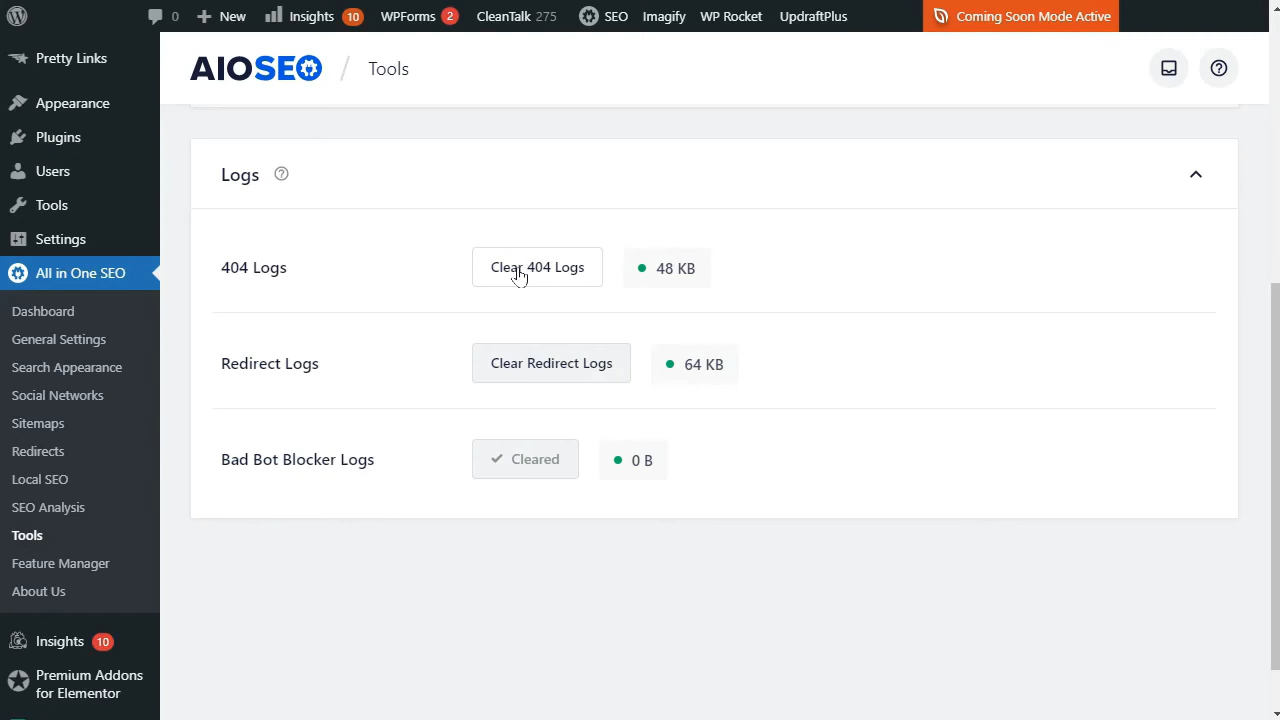 0 New Insights 10 WPForms 2 CleanTalk 275 SEO Imagify WP Rocket UpdraftPlus Coming Soon Mode Active
Pretty Links
Appearance
Plugins
Users
Tools
Settings
All in One SEO
Dashboard
General Settings
Search Appearance
Social Networks
Sitemaps
Redirects
Local SEO
SEO Analysis
Tools
Feature Manager
About Us
Insights 10
Premium Addons
for Elementor
AIOSEO / Tools
Logs
404 Logs Clear 404 Logs 48 KB
Redirect Logs Clear Redirect Logs 64 KB
Bad Bot Blocker Logs Cleared 0 B